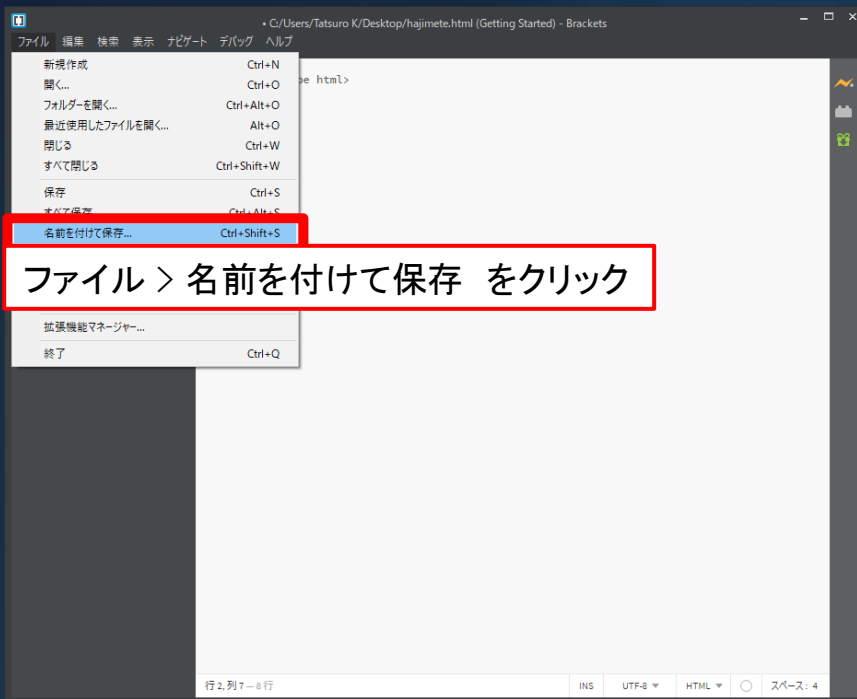 • C:/Users/Tatsuro K/Desktop/hajimete.html (Getting Started) - Brackets
ファイル 編集 検索 表示 ナビゲート デバッグ ヘルプ
新規作成 Ctrl+N
pe html>
開く... Ctrl+O
フォルダーを開く... Ctrl+Alt+O
最近使用したファイルを開く... Alt+O
閉じる Ctrl+W
すべて閉じる Ctrl+Shift+W
保存 Ctrl+S
すべて保存 Ctrl+Alt+S
名前を付けて保存... Ctrl+Shift+S
ファイル > 名前を付けて保存 をクリック
拡張機能マネージャー...
終了 Ctrl+Q
行 2, 列 7 — 8 行 INS UTF-8 HTML スペース: 4